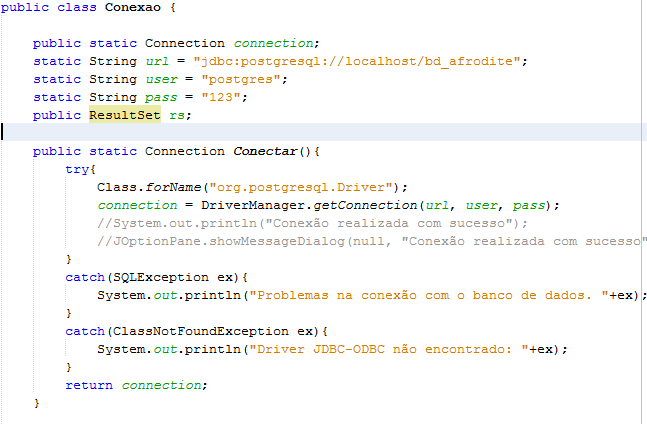 public class Conexao {
public static Connection connection;
static String url = "jdbc:postgresql://localhost/bd_afrodite";
static String user = "postgres";
static String pass = "123";
public ResultSet rs;
public static Connection Conectar(){
try{
Class.forName("org.postgresql.Driver");
connection = DriverManager.getConnection(url, user, pass);
//System.out.println("Conexão realizada com sucesso");
//JOptionPane.showMessageDialog(null, "Conexão realizada com sucesso"
}
catch(SQLException ex){
System.out.println("Problemas na conexão com o banco de dados. "+ex);
}
catch(ClassNotFoundException ex){
System.out.println("Driver JDBC-ODBC não encontrado: "+ex);
}
return connection;
}